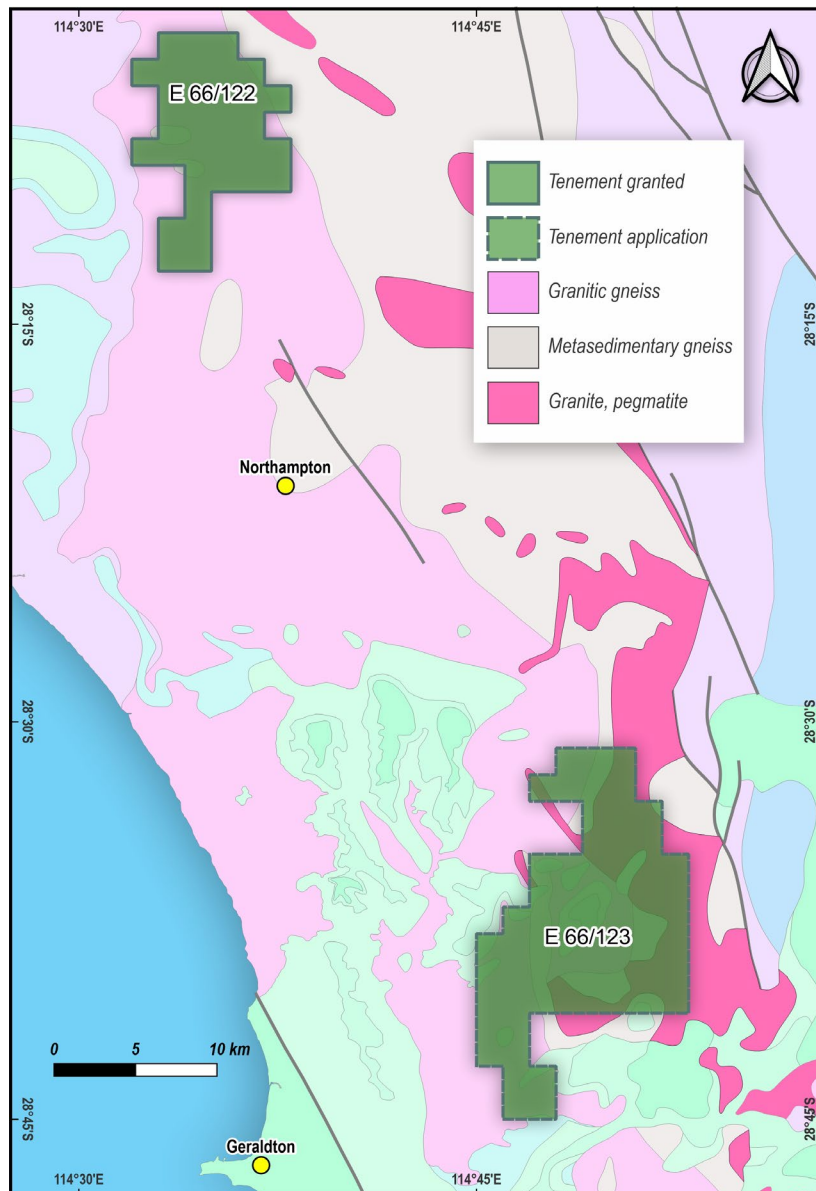 114°30'E
114°45'E
E 66/122
Tenement granted
Tenement application
Granitic gneiss
Metasedimentary gneiss
Granite, pegmatite
28°15'S
28°15'S
Northampton
28°30'S
28°30'S
E 66/123
0 5 10 km
28°45'S
28°45'S
Geraldton
114°30'E
114°45'E